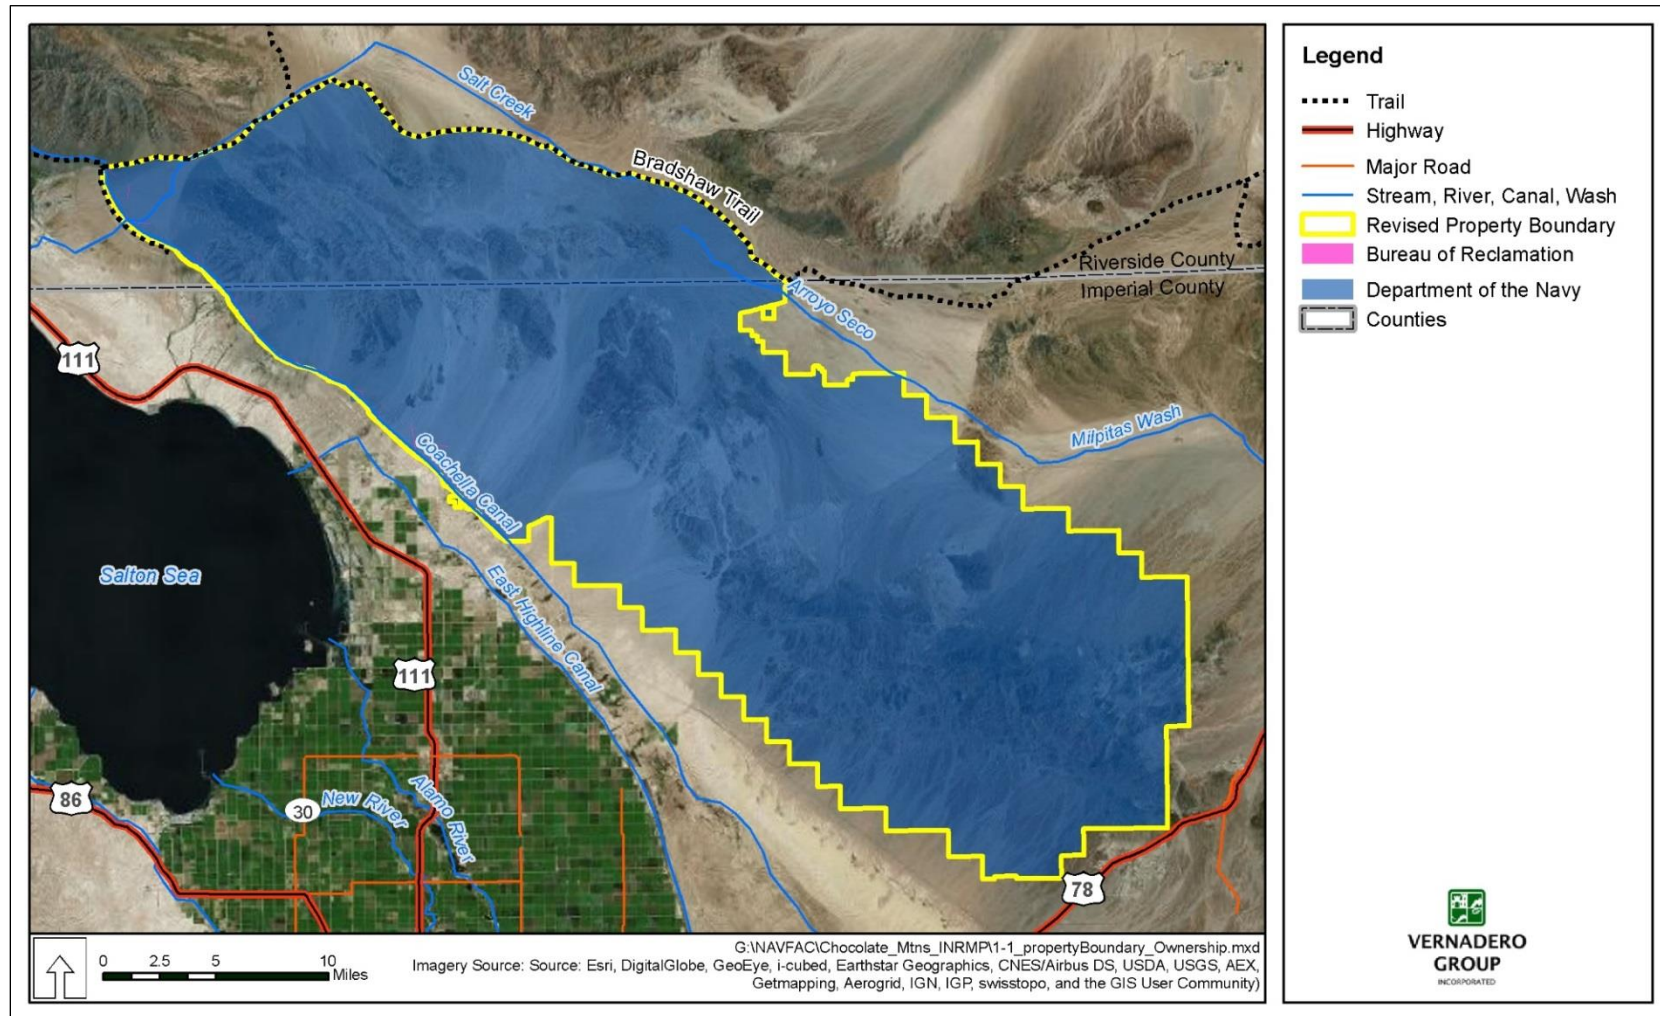 Salt Creek
Bradshaw Trail
Riverside County
Imperial County
Arroyo Seco
111
Milpitas Wash
Coachella Canal
Salton Sea
East Highline Canal
111
86
30
New River
Alamo River
78
0 2.5 5 10
Miles
G:\NAVFAC\Chocolate_Mtns_INRMP\1-1_propertyBoundary_Ownership.mxd
Imagery Source: Source: Esri, DigitalGlobe, GeoEye, i-cubed, Earthstar Geographics, CNES/Airbus DS, USDA, USGS, AEX,
Getmapping, Aerogrid, IGN, IGP, swisstopo, and the GIS User Community)
Legend
Trail
Highway
Major Road
Stream, River, Canal, Wash
Revised Property Boundary
Bureau of Reclamation
Department of the Navy
Counties
VERNADERO
GROUP
INCORPORATED